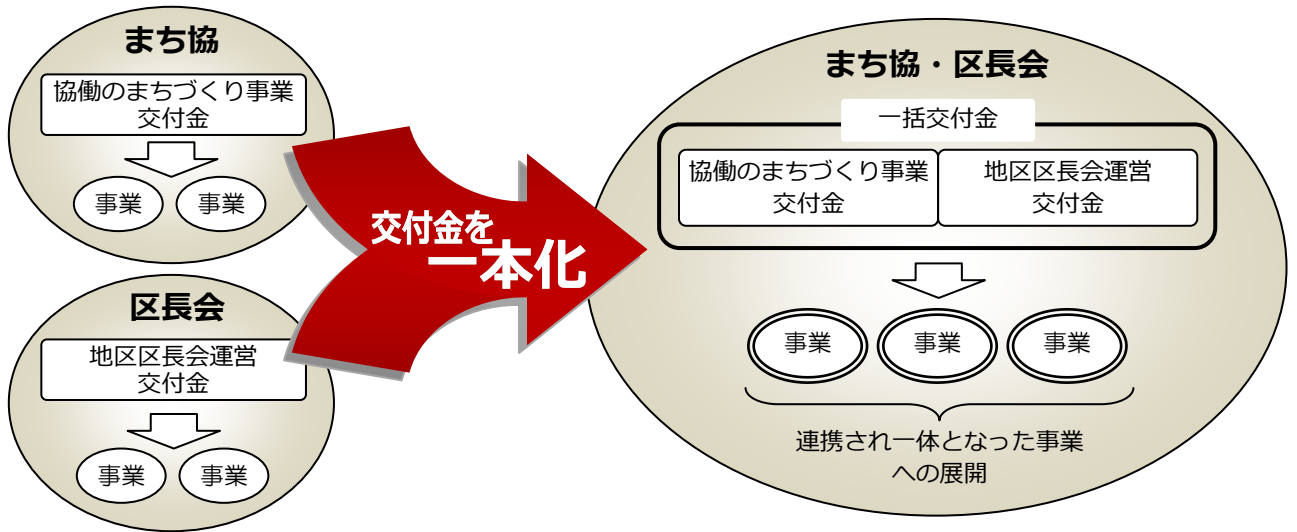 まち協
協働のまちづくり事業
交付金
事業 事業
区長会
地区区長会運営
交付金
事業 事業
交付金を
一本化
まち協・区長会
一括交付金
協働のまちづくり事業
交付金
地区区長会運営
交付金
事業 事業 事業
連携され一体となった事業
への展開